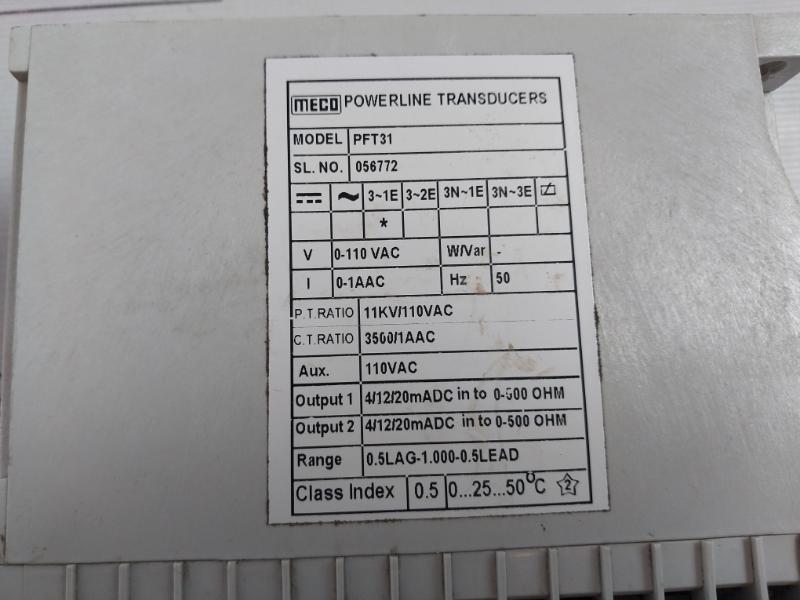 MECO POWERLINE TRANSDUCERS
MODEL PFT31
SL. NO. 056772
3~1E 3~2E 3N~1E 3N~3E
*
V 0-110 VAC W/Var -
I 0-1AAC Hz 50
P.T.RATIO 11KV/110VAC
C.T.RATIO 3500/1AAC
Aux. 110VAC
Output 1 4/12/20mADC in to 0-500 OHM
Output 2 4/12/20mADC in to 0-500 OHM
Range 0.5LAG-1.000-0.5LEAD
Class Index 0.5 0...25...50°C 2